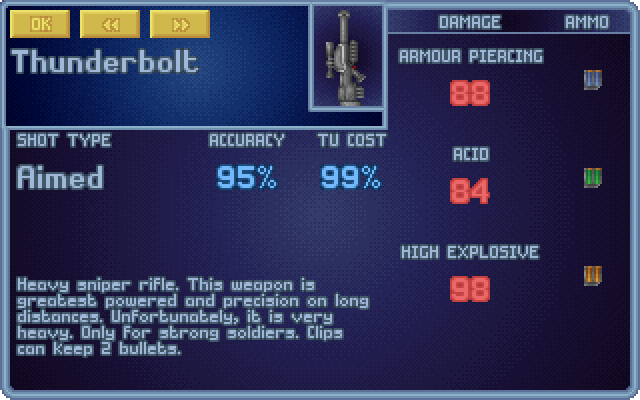 OK << >>
Thunderbolt
DAMAGE AMMO
ARMOUR PIERCING
88
ACID
84
HIGH EXPLOSIVE
98
SHOT TYPE ACCURACY TU COST
Aimed 95% 99%
Heavy sniper rifle. This weapon is
greatest powered and precision on long
distances. Unfortunately, it is very
heavy. Only for strong soldiers. Clips
can keep 2 bullets.